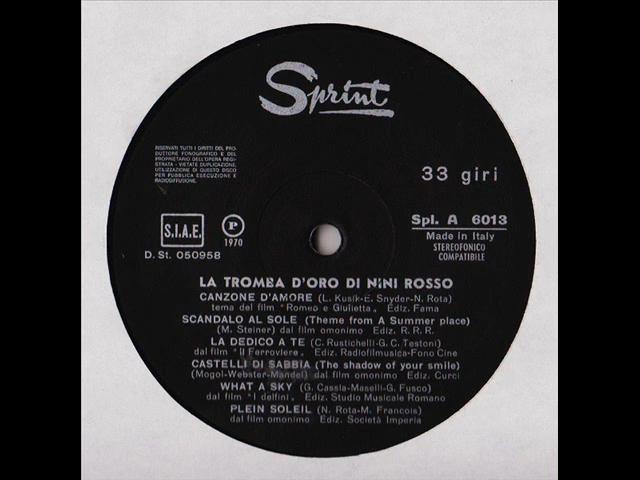 Sprint
RISERVATI TUTTI I DIRITTI DEL PRO-
DUTTORE FONOGRAFICO E DEL
PROPRIETARIO DELL'OPERA REGI-
STRATA - VIETATE DUPLICAZIONE,
UTILIZZAZIONE DI QUESTO DISCO
PER PUBBLICA ESECUZIONE E
RADIODIFFUSIONE.
33 giri
S.I.A.E.
P
1970
D. St. 050958
Spl. A 6013
Made in Italy
STEREOFONICO
COMPATIBILE
LA TROMBA D'ORO DI NINI ROSSO
CANZONE D'AMORE (L. Kusik-E. Snyder-N. Rota)
tema del film "Romeo e Giulietta". Ediz. Fama
SCANDALO AL SOLE (Theme from A Summer place)
(M. Steiner) dal film omonimo Ediz. R. R. R.
LA DEDICO A TE (C. Rustichelli-G. C. Testoni)
dal film "Il Ferroviere". Ediz. Radiofilmusica-Fono Cine
CASTELLI DI SABBIA (The shadow of your smile)
(Mogol-Webster-Mandel) dal film omonimo Ediz. Curci
WHAT A SKY (G. Cassia-Maselli-G. Fusco)
dal film "I delfini". Ediz. Studio Musicale Romano
PLEIN SOLEIL (N. Rota-M. Francois)
dal film omonimo Ediz. Società Imperia